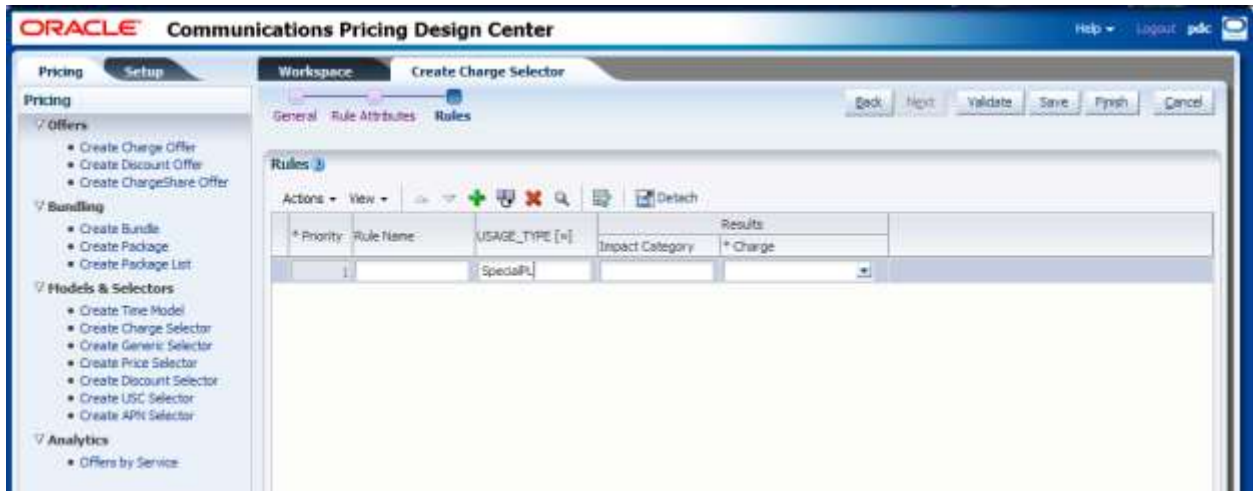 ORACLE Communications Pricing Design Center
Help Logout pdc
Pricing Setup
Workspace Create Charge Selector
Pricing
Offers
Create Charge Offer
Create Discount Offer
Create ChargeShare Offer
Bundling
Create Bundle
Create Package
Create Package List
Models & Selectors
Create Time Model
Create Charge Selector
Create Generic Selector
Create Price Selector
Create Discount Selector
Create USC Selector
Create APN Selector
Analytics
Offers by Service
General Rule Attributes Rules
Back Next Validate Save Finish Cancel
Rules
Actions View Detach
* Priority Rule Name USAGE_TYPE [=] Results
Impact Category * Charge
1 SpecialPL